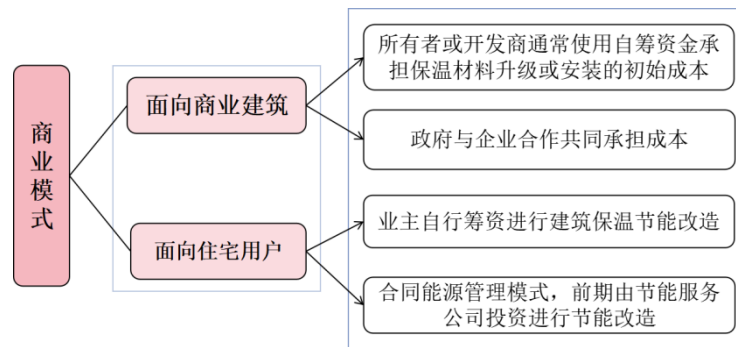 商业模式
面向商业建筑
所有者或开发商通常使用自筹资金承
担保温材料升级或安装的初始成本
政府与企业合作共同承担成本
面向住宅用户
业主自行筹资进行建筑保温节能改造
合同能源管理模式，前期由节能服务
公司投资进行节能改造